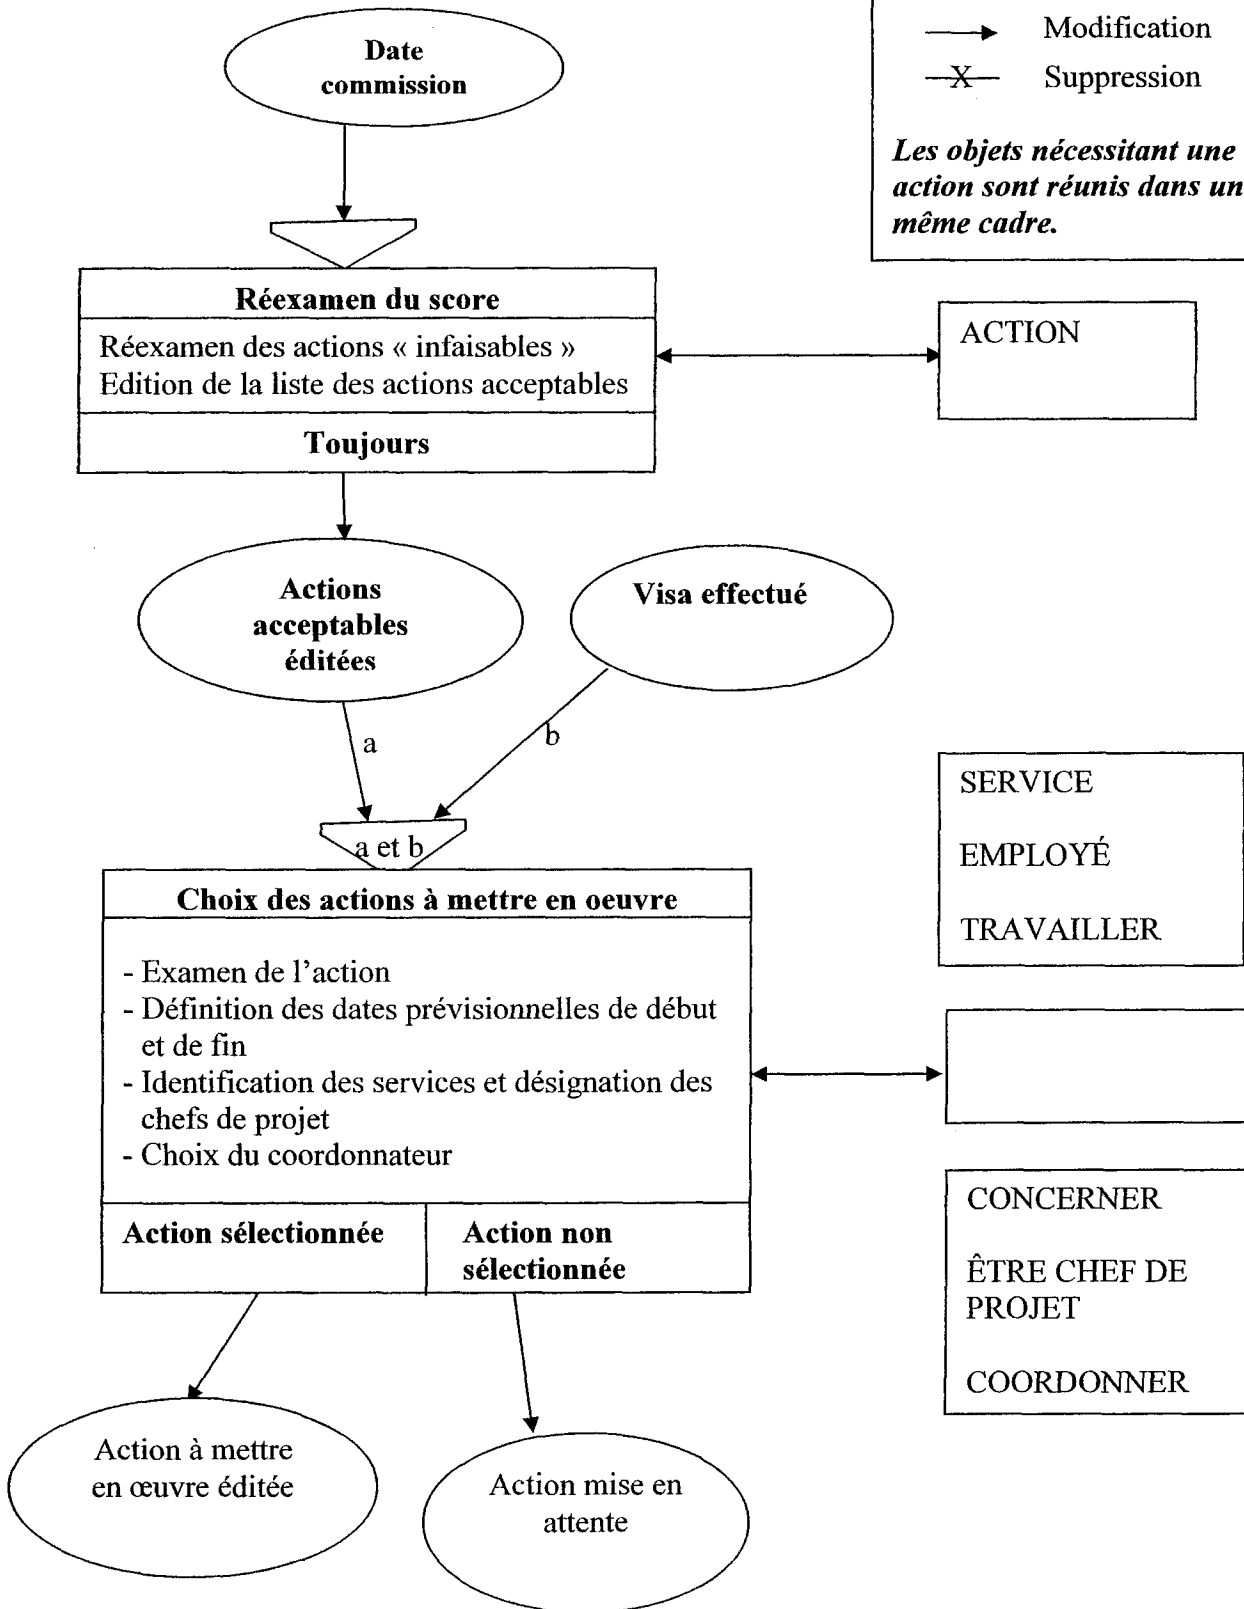 Date
commission
Modification
X Suppression
Les objets nécessitant une
action sont réunis dans un
même cadre.
Réexamen du score
Réexamen des actions « infaisables »
Edition de la liste des actions acceptables
Toujours
ACTION
Actions
acceptables
éditées
Visa effectué
a
b
a et b
Choix des actions à mettre en oeuvre
- Examen de l'action
- Définition des dates prévisionnelles de début
et de fin
- Identification des services et désignation des
chefs de projet
- Choix du coordonnateur
Action sélectionnée
Action non
sélectionnée
SERVICE
EMPLOYÉ
TRAVAILLER
CONCERNER
ÊTRE CHEF DE
PROJET
COORDONNER
Action à mettre
en œuvre éditée
Action mise en
attente